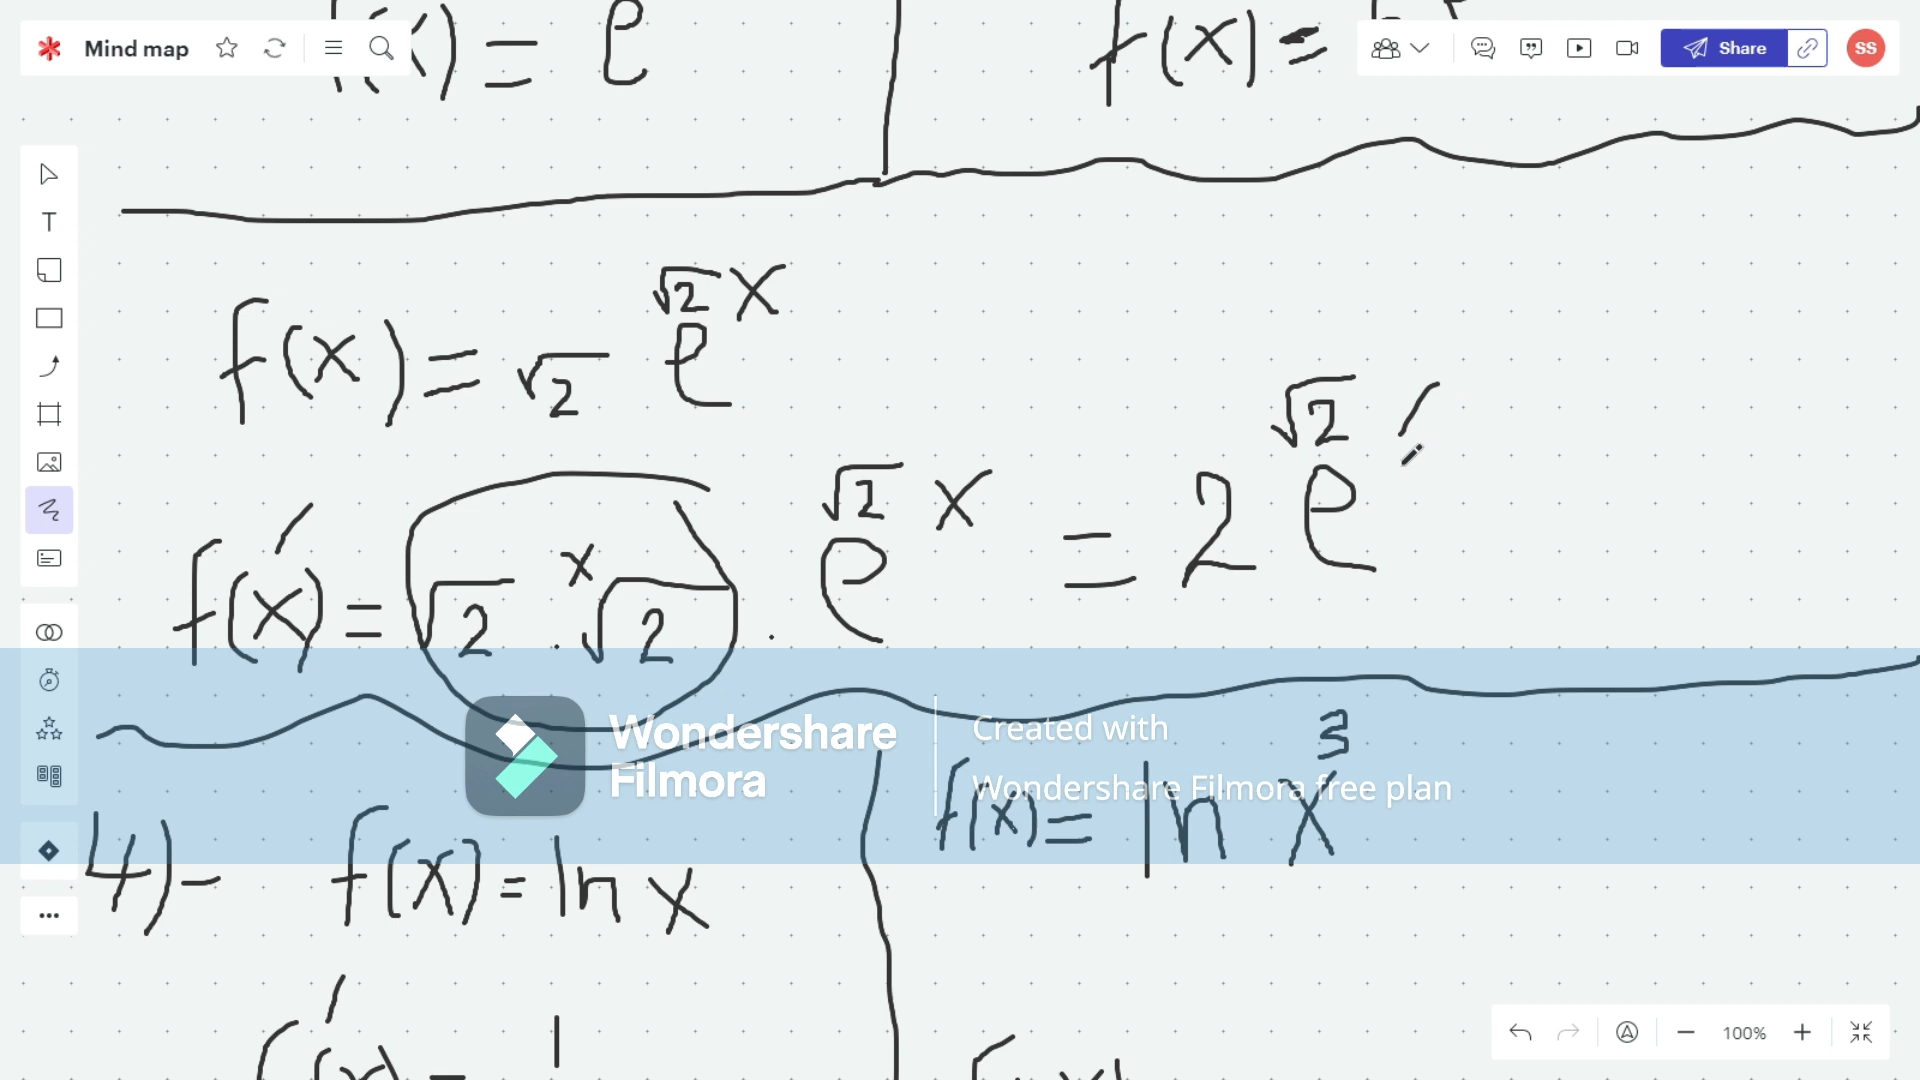 Mind map
Share
SS
f(x) = e
f(x) =
T
f(x) = √2 e^√2 x
f'(x) = √2 x . √2 . e^√2 x = 2 e^√2
Wondershare Filmora
Created with Wondershare Filmora free plan
4)- f(x) = ln x
f(x) = ln x^3
f'(x) = 1
100%